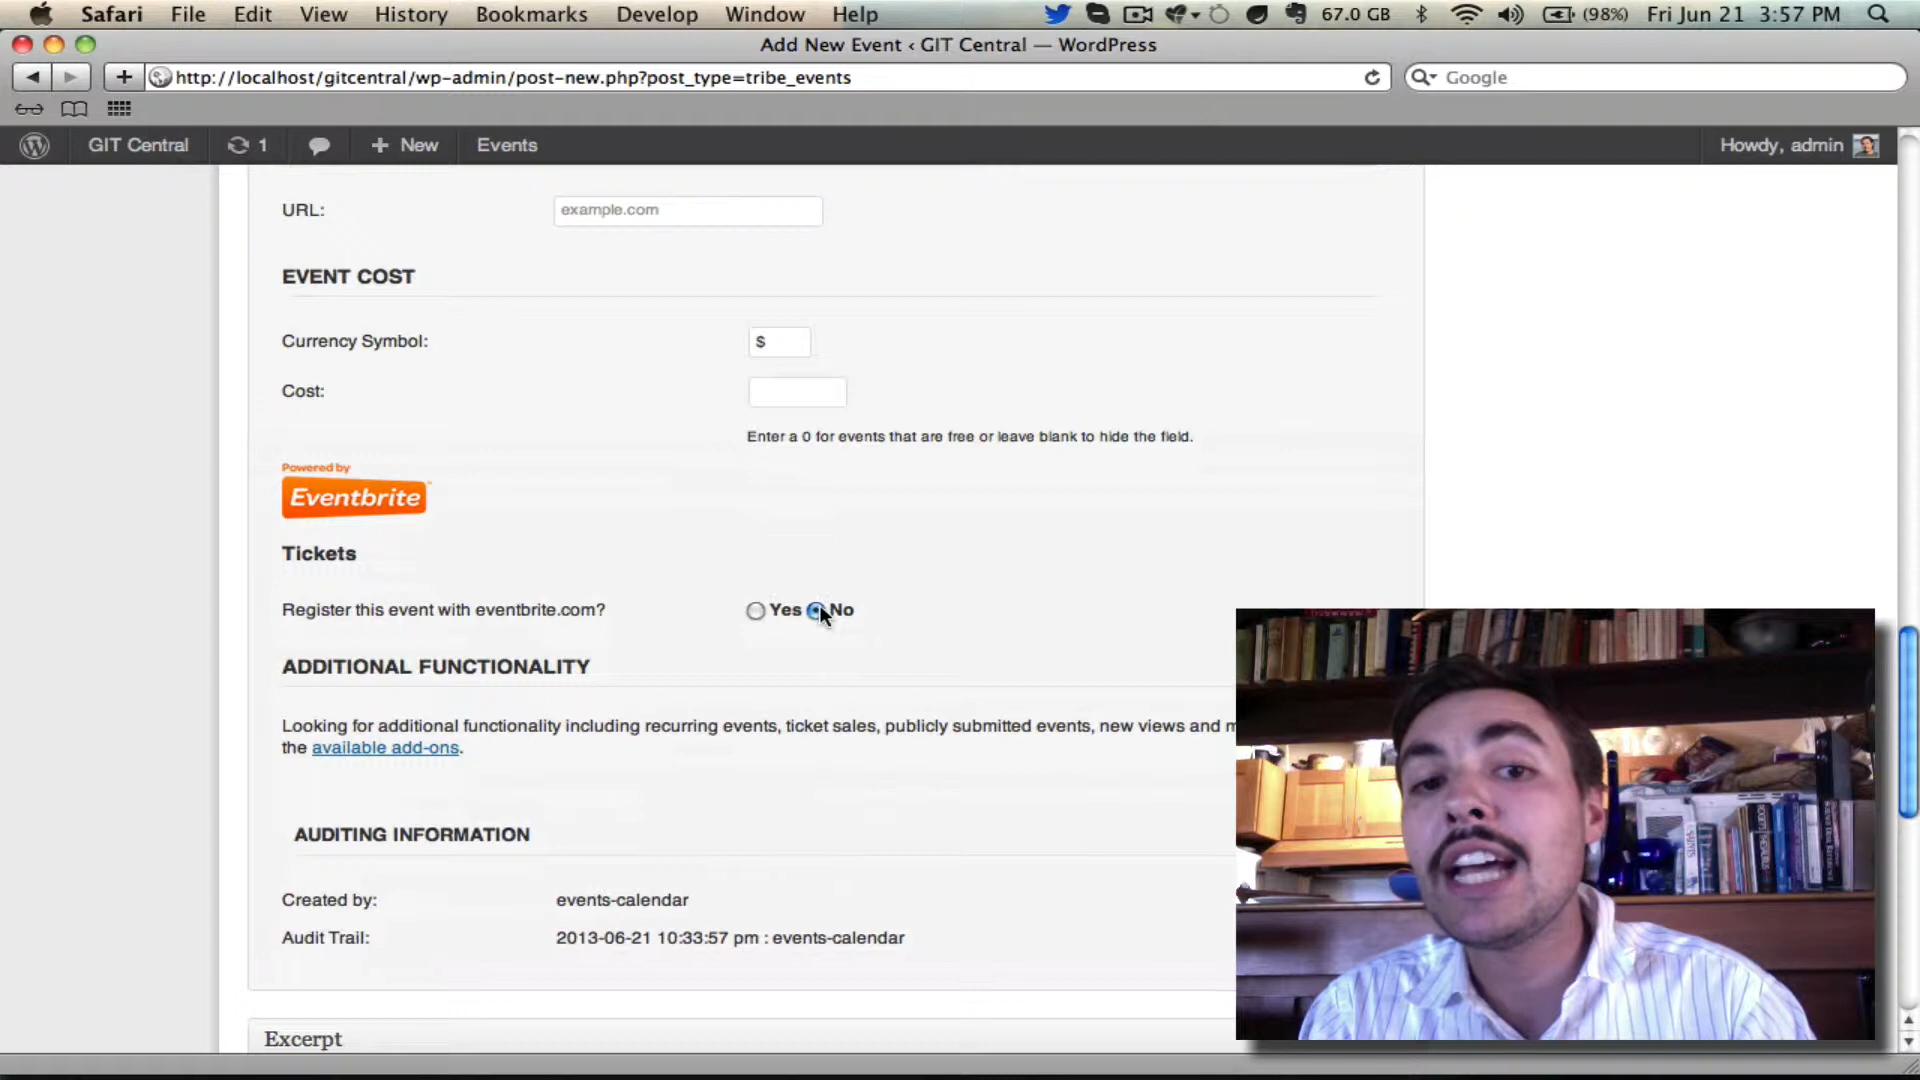 Safari File Edit View History Bookmarks Develop Window Help 67.0 GB (98%) Fri Jun 21 3:57 PM
Add New Event ‹ GIT Central — WordPress
http://localhost/gitcentral/wp-admin/post-new.php?post_type=tribe_events Google
GIT Central 1 + New Events Howdy, admin
URL: example.com
EVENT COST
Currency Symbol: $
Cost:
Enter a 0 for events that are free or leave blank to hide the field.
Powered by
Eventbrite
Tickets
Register this event with eventbrite.com? Yes No
ADDITIONAL FUNCTIONALITY
Looking for additional functionality including recurring events, ticket sales, publicly submitted events, new views and
the available add-ons.
AUDITING INFORMATION
Created by: events-calendar
Audit Trail: 2013-06-21 10:33:57 pm : events-calendar
Excerpt